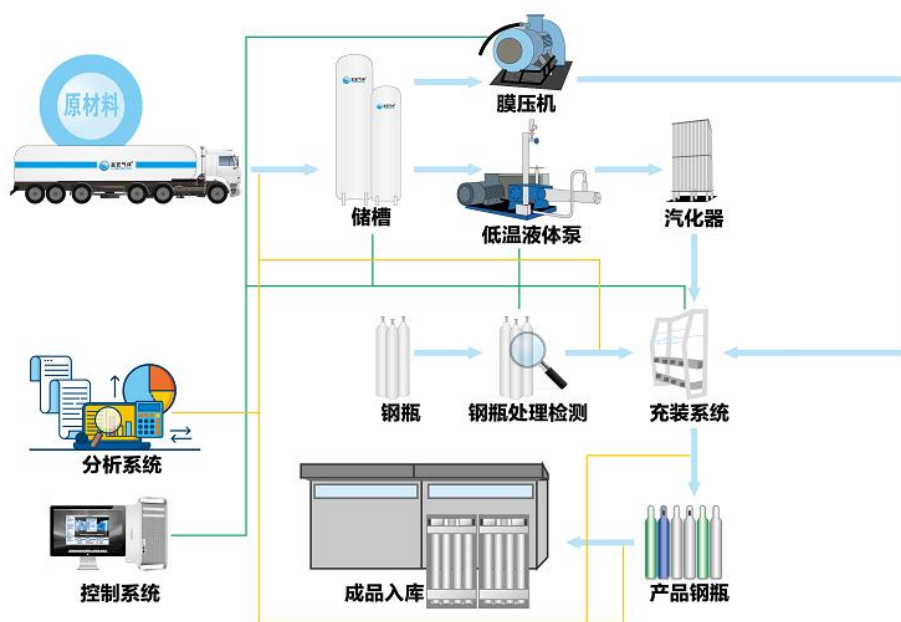 原材料
膜压机
储槽
低温液体泵
汽化器
钢瓶
钢瓶处理检测
充装系统
分析系统
控制系统
成品入库
产品钢瓶